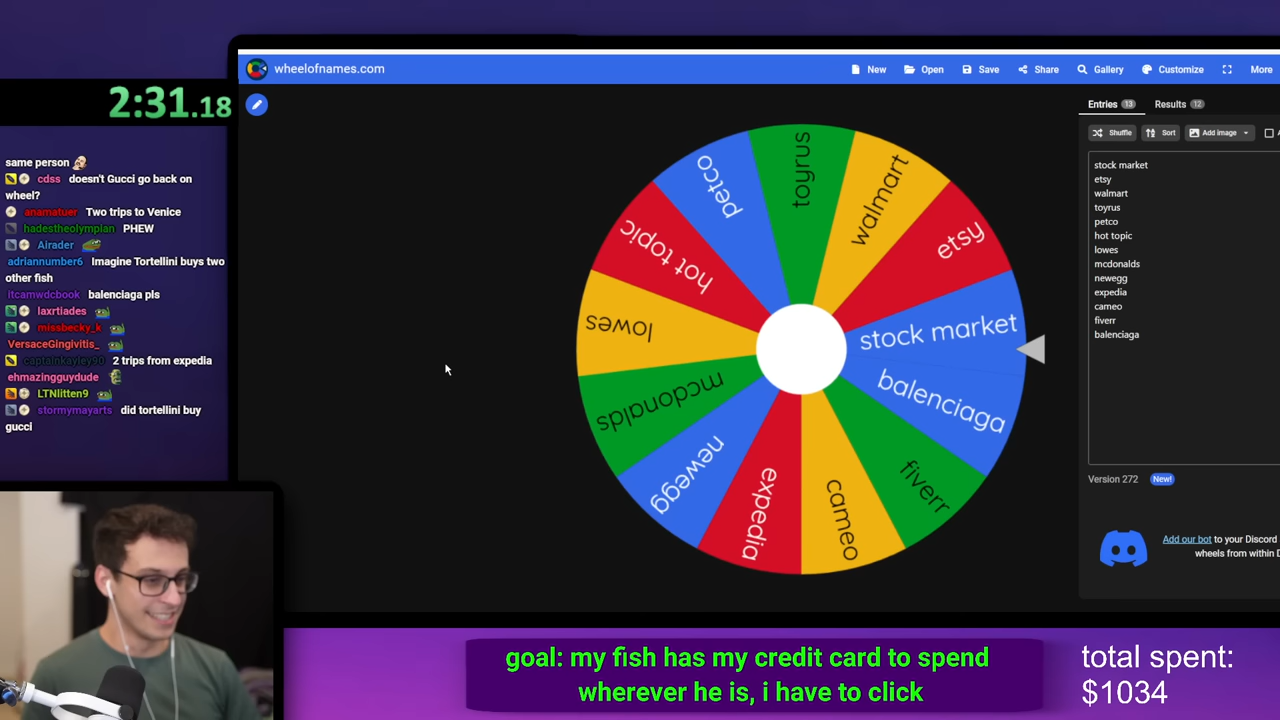 wheelofnames.com
New
Open
Save
Share
Gallery
Customize
More
2:31.18
same person
cdss doesn't Gucci go back on
wheel?
anamatuer Two trips to Venice
hadestheolympian PHEW
Airader
adriannumber6 Imagine Tortellini buys two
other fish
itcamwdcbook balenciaga pls
laxrtiades
missbecky_k
VersaceGingivitis_
captainkayley90 2 trips from expedia
ehmazingguydude
LTNlitten9
stormymayarts did tortellini buy
gucci
toyrus
walmart
etsy
stock market
balenciaga
fiverr
cameo
expedia
newegg
mcdonalds
lowes
hot topic
petco
Entries 13
Results 12
Shuffle
Sort
Add image
stock market
etsy
walmart
toyrus
petco
hot topic
lowes
mcdonalds
newegg
expedia
cameo
fiverr
balenciaga
Version 272 New!
Add our bot to your Discord
wheels from within
goal: my fish has my credit card to spend
wherever he is, i have to click
total spent:
$1034